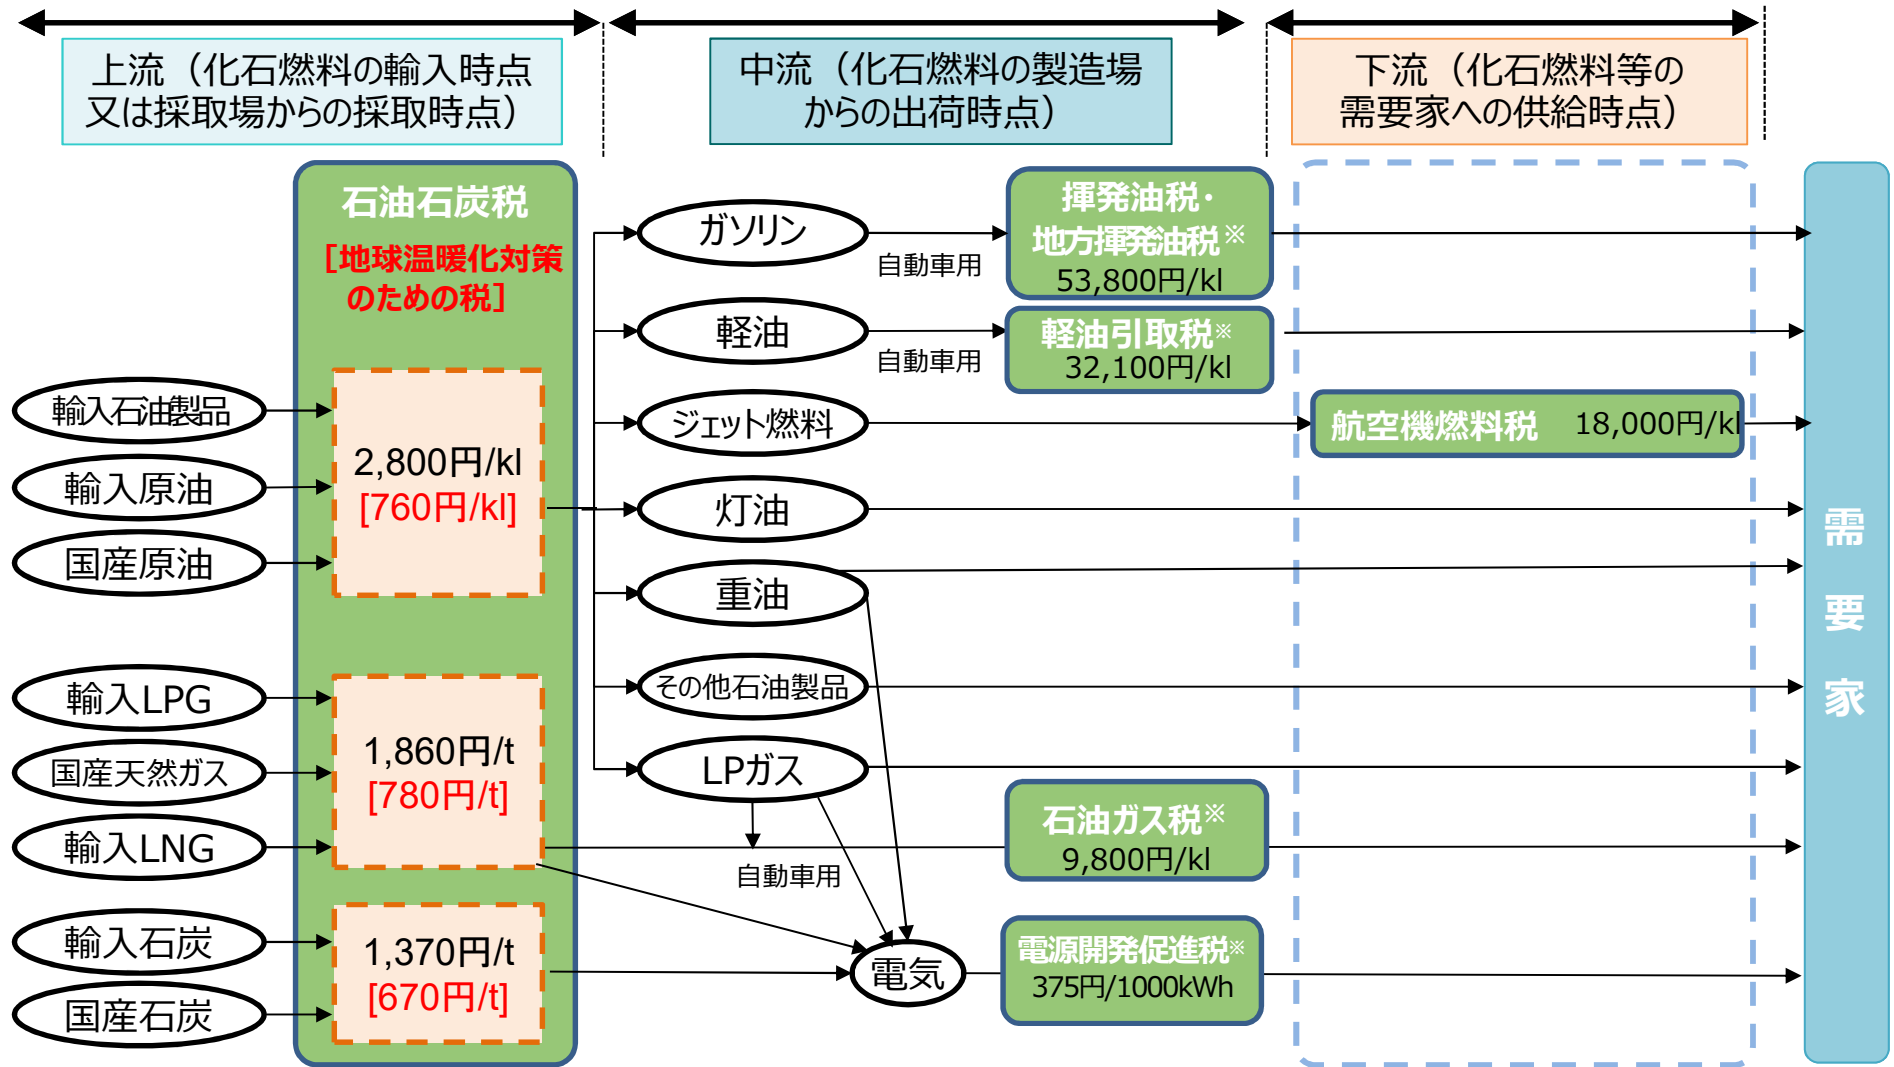 上流（化石燃料の輸入時点
又は採取場からの採取時点）
中流（化石燃料の製造場
からの出荷時点）
下流（化石燃料等の
需要家への供給時点）
石油石炭税
［地球温暖化対策
のための税］
輸入石油製品
輸入原油
国産原油
2,800円/kl
[760円/kl]
輸入LPG
国産天然ガス
輸入LNG
1,860円/t
[780円/t]
輸入石炭
国産石炭
1,370円/t
[670円/t]
ガソリン
自動車用
揮発油税・
地方揮発油税※
53,800円/kl
軽油
自動車用
軽油引取税※
32,100円/kl
ジェット燃料
航空機燃料税 18,000円/kl
灯油
重油
その他石油製品
LPガス
自動車用
石油ガス税※
9,800円/kl
電気
電源開発促進税※
375円/1000kWh
需
要
家